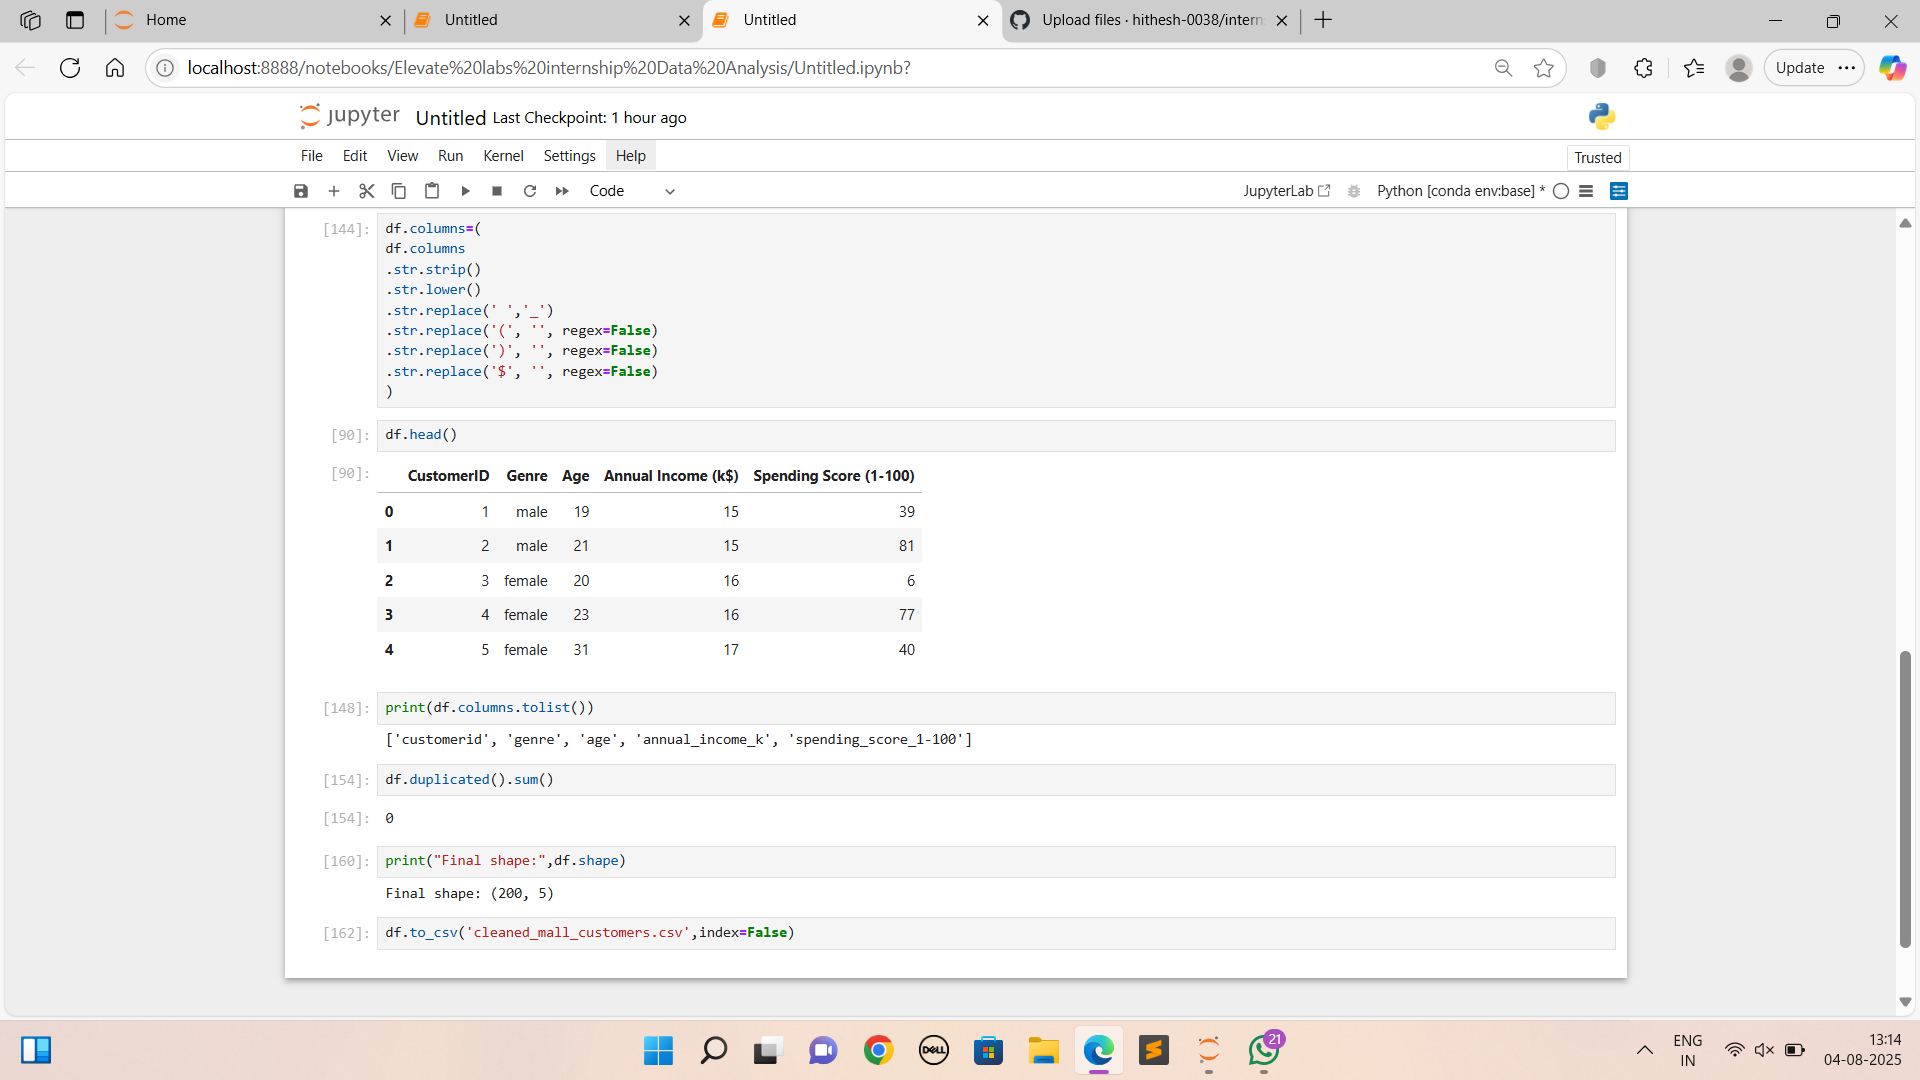 Home
Untitled
Untitled
Upload files · hithesh-0038/intern
localhost:8888/notebooks/Elevate%20labs%20internship%20Data%20Analysis/Untitled.ipynb?
Update
jupyter Untitled Last Checkpoint: 1 hour ago
File Edit View Run Kernel Settings Help
Trusted
Code
JupyterLab
Python [conda env:base] *
[144]: df.columns=(
df.columns
.str.strip()
.str.lower()
.str.replace(' ','_')
.str.replace('(', '', regex=False)
.str.replace(')', '', regex=False)
.str.replace('$', '', regex=False)
)
[90]: df.head()
[90]: CustomerID Genre Age Annual Income (k$) Spending Score (1-100)
0 1 male 19 15 39
1 2 male 21 15 81
2 3 female 20 16 6
3 4 female 23 16 77
4 5 female 31 17 40
[148]: print(df.columns.tolist())
['customerid', 'genre', 'age', 'annual_income_k', 'spending_score_1-100']
[154]: df.duplicated().sum()
[154]: 0
[160]: print("Final shape:",df.shape)
Final shape: (200, 5)
[162]: df.to_csv('cleaned_mall_customers.csv',index=False)
DELL
21
ENG
IN
13:14
04-08-2025